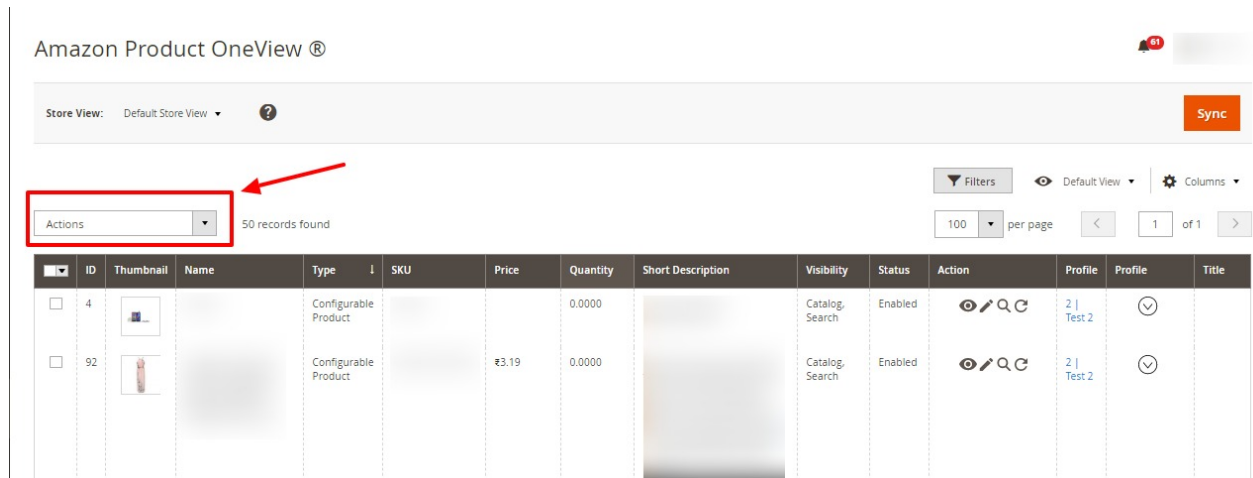 Amazon Product OneView ®
61
Store View: Default Store View
?
Sync
Filters Default View Columns
Actions 50 records found 100 per page 1 of 1
ID Thumbnail Name Type ↓ SKU Price Quantity Short Description Visibility Status Action Profile Profile Title
4 Configurable 0.0000 Catalog, Enabled 2 |
Product Search Test 2
92 Configurable ₹3.19 0.0000 Catalog, Enabled 2 |
Product Search Test 2